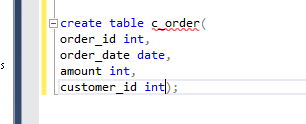 create table c_order(
order_id int,
order_date date,
amount int,
customer_id int);
s